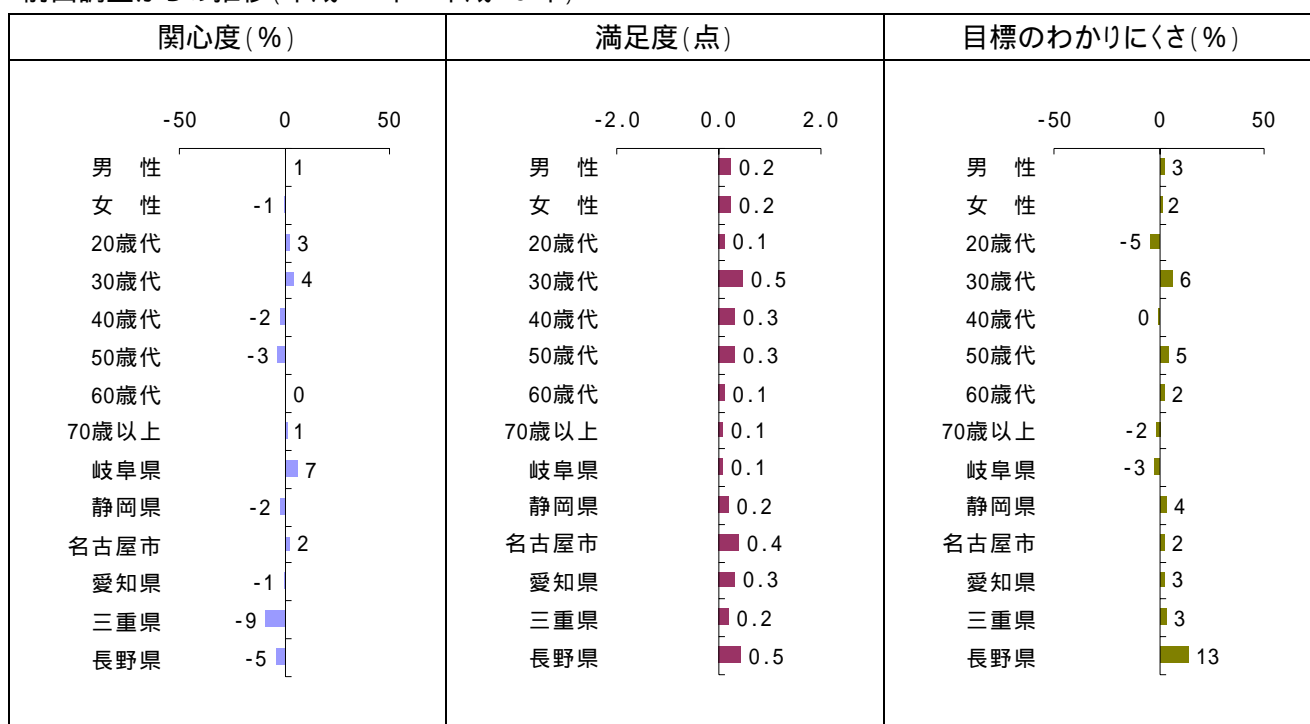 関心度(%) 満足度(点) 目標のわかりにくさ(%)
-50 0 50 -2.0 0.0 2.0 -50 0 50
男 性 1 男 性 0.2 男 性 3
女 性 -1 女 性 0.2 女 性 2
20歳代 3 20歳代 0.1 20歳代 -5
30歳代 4 30歳代 0.5 30歳代 6
40歳代 -2 40歳代 0.3 40歳代 0
50歳代 -3 50歳代 0.3 50歳代 5
60歳代 0 60歳代 0.1 60歳代 2
70歳以上 1 70歳以上 0.1 70歳以上 -2
岐阜県 7 岐阜県 0.1 岐阜県 -3
静岡県 -2 静岡県 0.2 静岡県 4
名古屋市 2 名古屋市 0.4 名古屋市 2
愛知県 -1 愛知県 0.3 愛知県 3
三重県 -9 三重県 0.2 三重県 3
長野県 -5 長野県 0.5 長野県 13